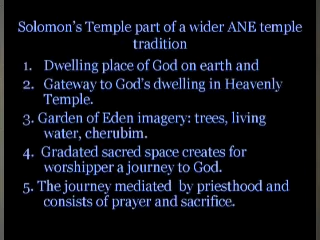 Solomon's Temple part of a wider ANE temple
tradition
1. Dwelling place of God on earth and
2. Gateway to God's dwelling in Heavenly
Temple.
3. Garden of Eden imagery: trees, living
water, cherubim.
4. Gradated sacred space creates for
worshipper a journey to God.
5. The journey mediated by priesthood and
consists of prayer and sacrifice.